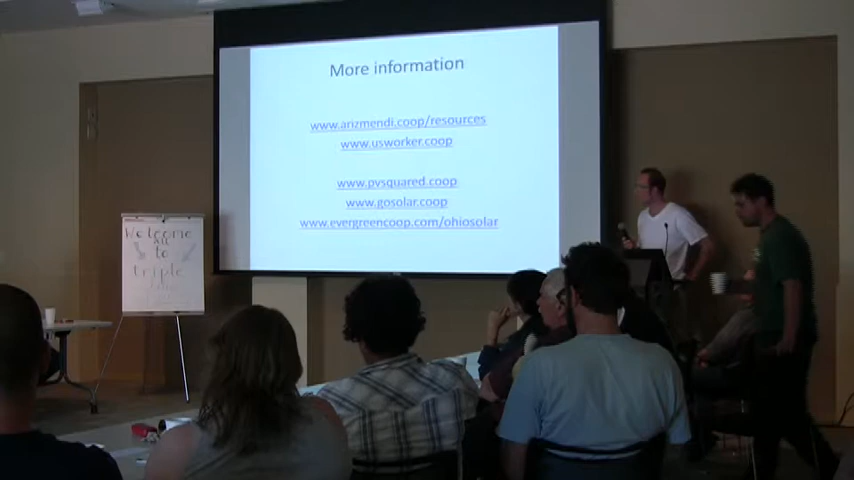 More information
www.arizmendi.coop/resources
www.usworker.coop
www.pvsquared.coop
www.gosolar.coop
www.evergreencoop.com/ohiosolar
Welcome
ALL
to
triple